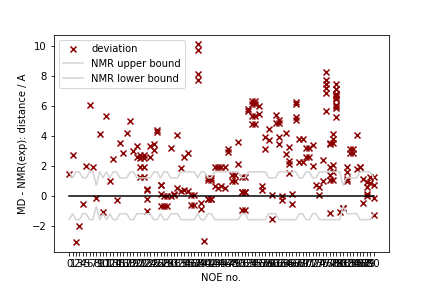 10
8
6
4
2
0
−2
MD - NMR(exp): distance / A
deviation
NMR upper bound
NMR lower bound
NOE no.